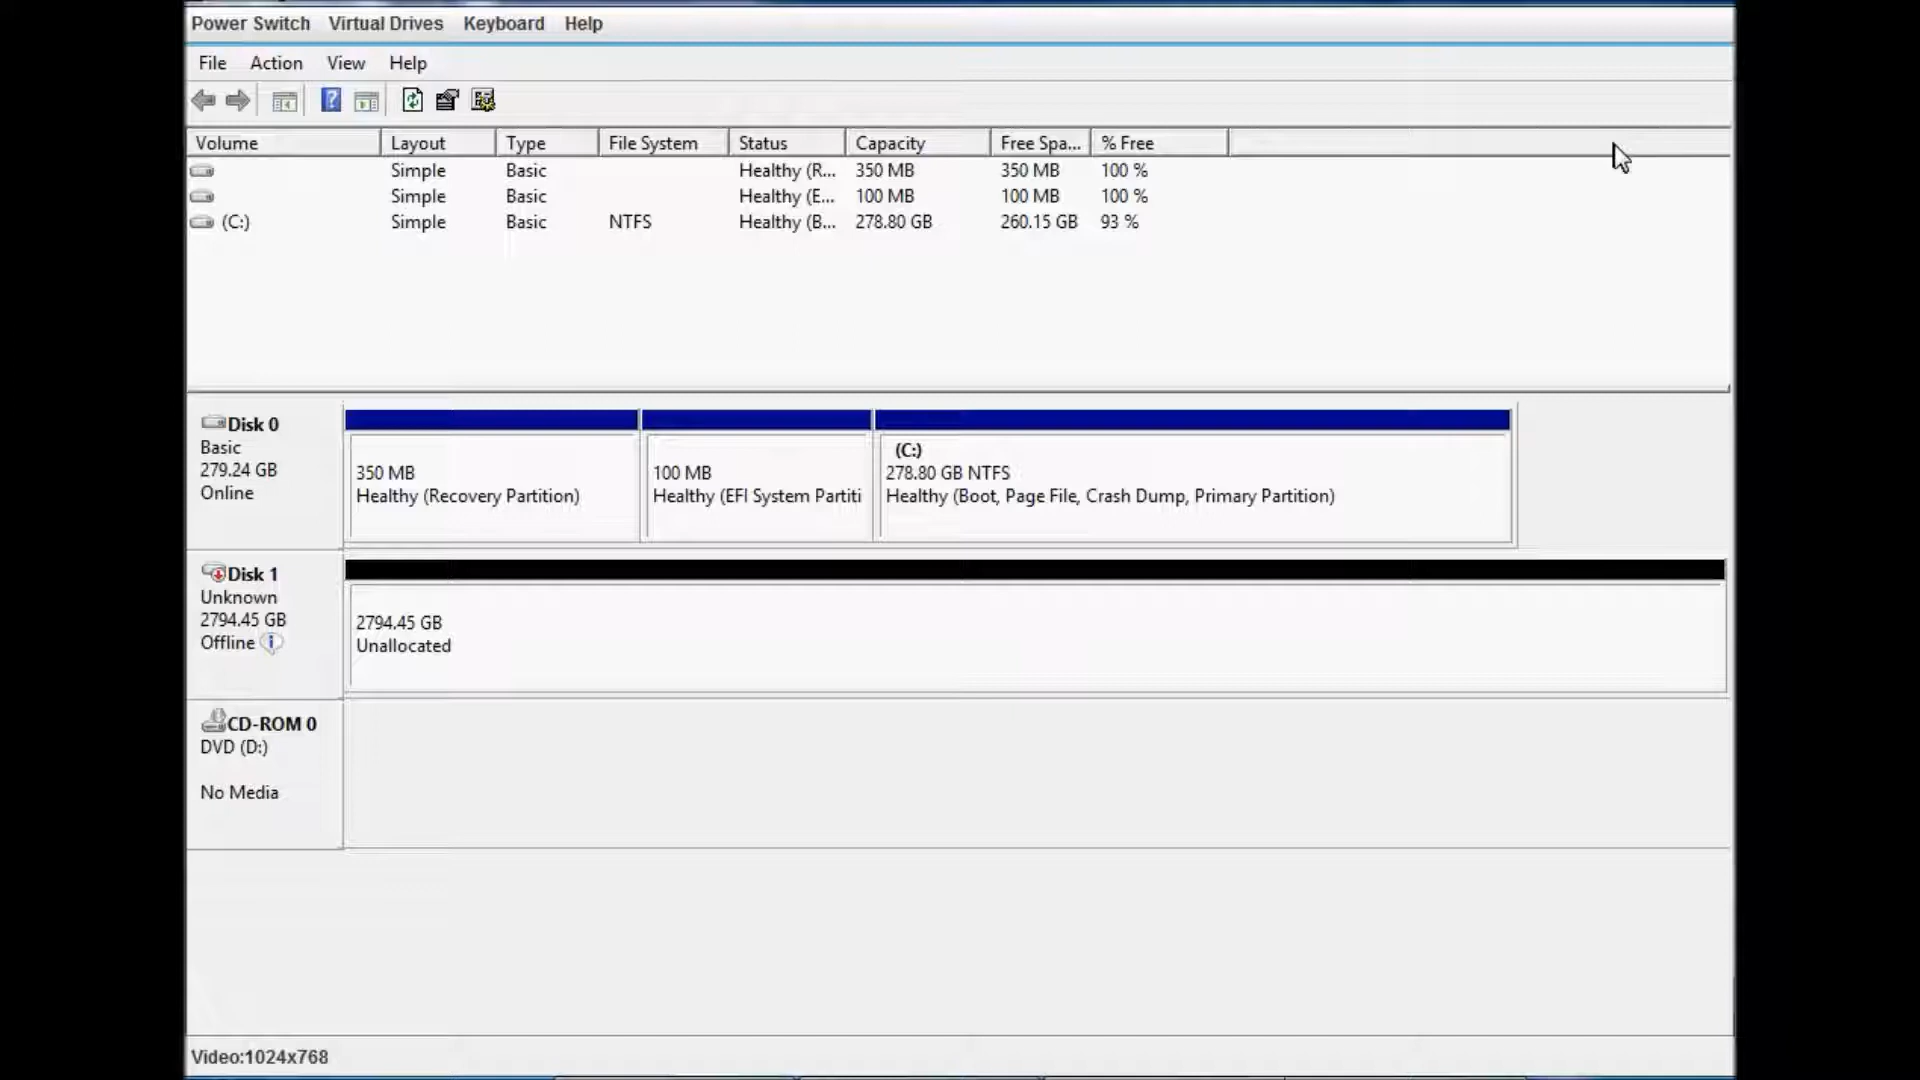 Power Switch Virtual Drives Keyboard Help
File Action View Help
Volume Layout Type File System Status Capacity Free Spa... % Free
Simple Basic Healthy (R... 350 MB 350 MB 100 %
Simple Basic Healthy (E... 100 MB 100 MB 100 %
(C:) Simple Basic NTFS Healthy (B... 278.80 GB 260.15 GB 93 %
Disk 0
Basic
279.24 GB
Online
350 MB
Healthy (Recovery Partition)
100 MB
Healthy (EFI System Partiti
(C:)
278.80 GB NTFS
Healthy (Boot, Page File, Crash Dump, Primary Partition)
Disk 1
Unknown
2794.45 GB
Offline
2794.45 GB
Unallocated
CD-ROM 0
DVD (D:)
No Media
Video:1024x768